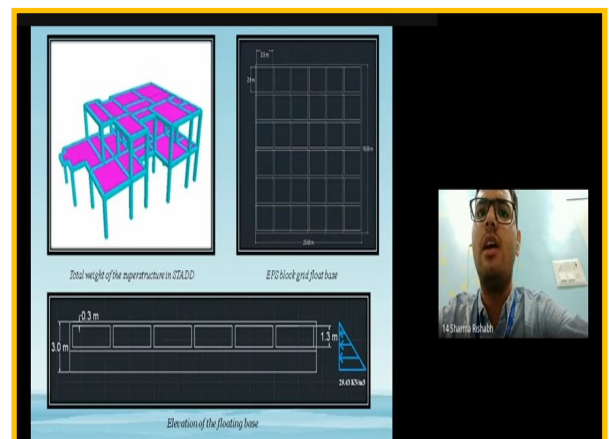 Total weight of the superstructure in STADD
EPS block grid float base
0.3 m
3.0 m
1.3 m
29.43 KN/m3
Elevation of the floating base
14 Sharma Rishabh